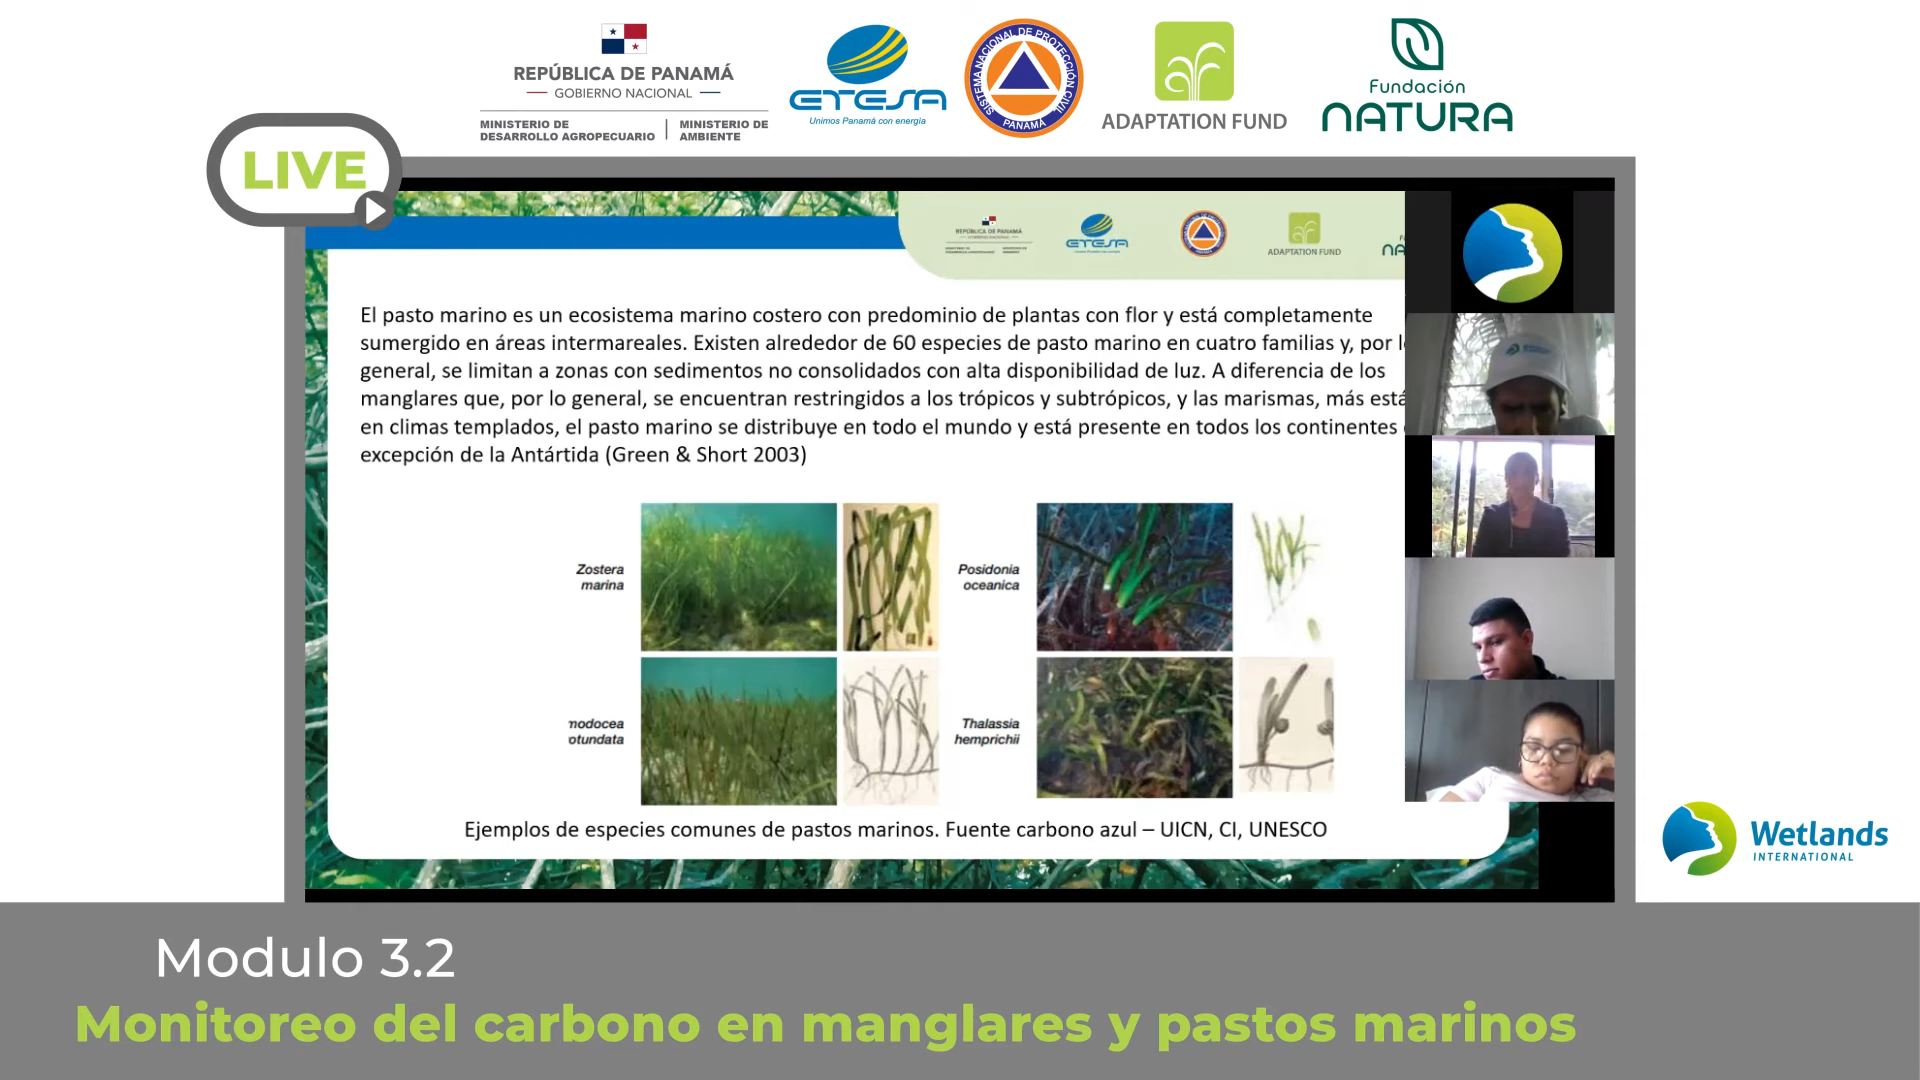 REPÚBLICA DE PANAMÁ
GOBIERNO NACIONAL
MINISTERIO DE
DESARROLLO AGROPECUARIO
MINISTERIO DE
AMBIENTE
ETESA
Unimos Panamá con energía
SISTEMA NACIONAL DE PROTECCIÓN CIVIL
PANAMÁ
ADAPTATION FUND
Fundación
NATURA
LIVE
REPÚBLICA DE PANAMÁ
ETESA
ADAPTATION FUND
El pasto marino es un ecosistema marino costero con predominio de plantas con flor y está completamente
sumergido en áreas intermareales. Existen alrededor de 60 especies de pasto marino en cuatro familias y, por l
general, se limitan a zonas con sedimentos no consolidados con alta disponibilidad de luz. A diferencia de los
manglares que, por lo general, se encuentran restringidos a los trópicos y subtrópicos, y las marismas, más está
en climas templados, el pasto marino se distribuye en todo el mundo y está presente en todos los continentes
excepción de la Antártida (Green & Short 2003)
Zostera
marina
Posidonia
oceanica
modocea
otundata
Thalassia
hemprichii
Ejemplos de especies comunes de pastos marinos. Fuente carbono azul – UICN, CI, UNESCO
Wetlands
INTERNATIONAL
Modulo 3.2
Monitoreo del carbono en manglares y pastos marinos